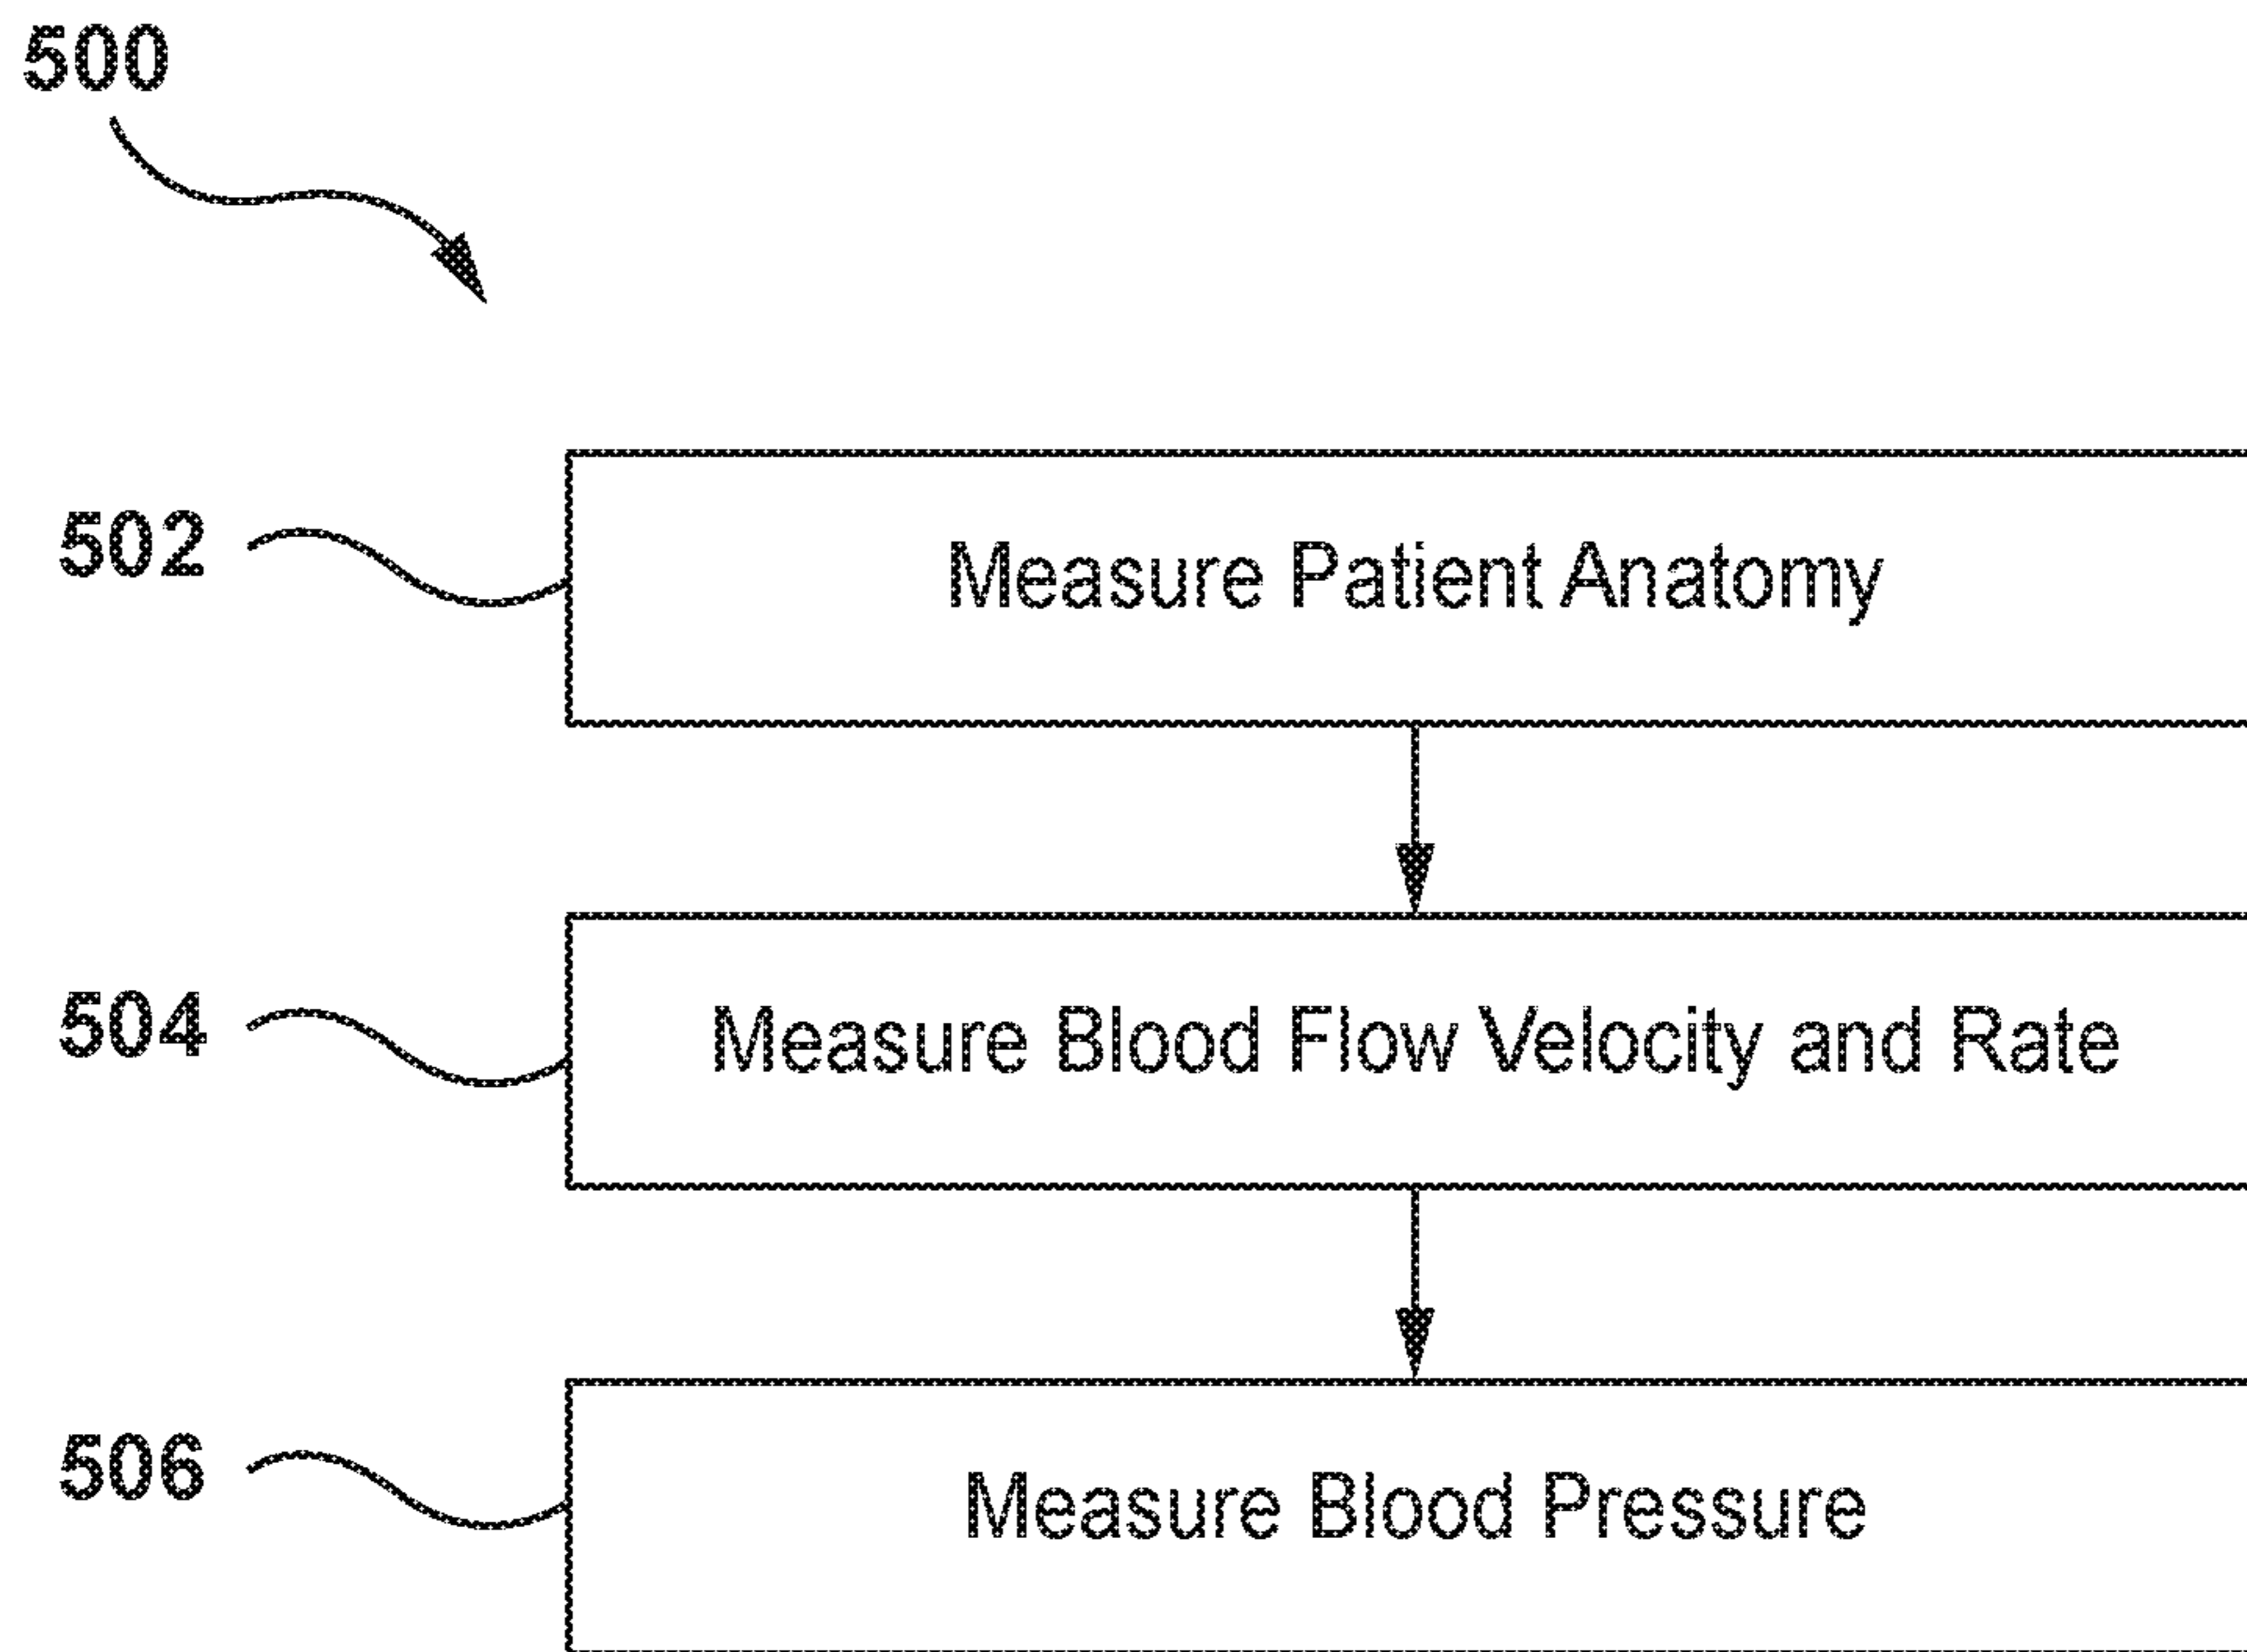 500
502
Measure Patient Anatomy
504
Measure Blood Flow Velocity and Rate
506
Measure Blood Pressure